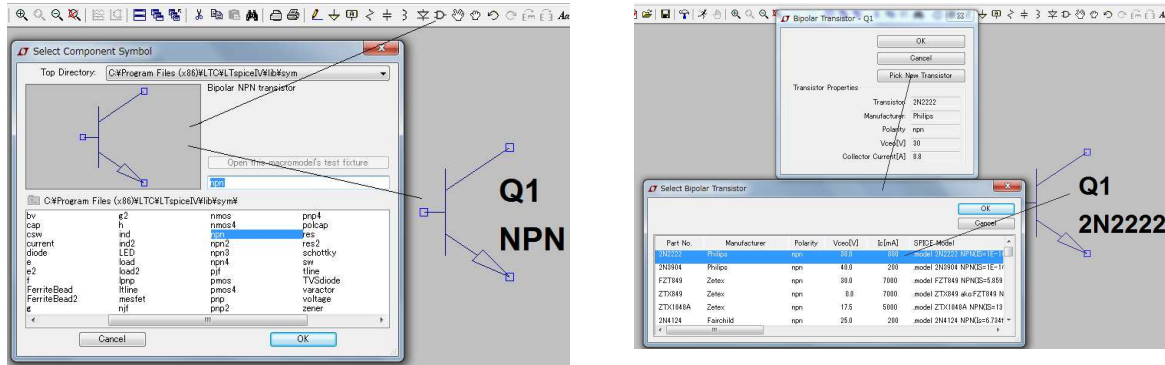 Select Component Symbol
Top Directory: C:¥Program Files (x86)¥LTC¥LTspiceIV¥lib¥sym
Bipolar NPN transistor
Open this macromodel's test fixture
npn
C:¥Program Files (x86)¥LTC¥LTspiceIV¥lib¥sym¥
bv g2 nmos pnp4
cap h nmos4 polcap
csw ind npn res
current ind2 npn2 res2
diode LED npn3 schottky
e load npn4 sw
e2 load2 pjf tline
f lpnp pmos TVSdiode
FerriteBead ltline pmos4 varactor
FerriteBead2 mesfet pnp voltage
g njf pnp2 zener
Cancel OK
Q1
NPN
Bipolar Transistor - Q1
OK
Cancel
Pick New Transistor
Transistor Properties
Transistor: 2N2222
Manufacturer: Philips
Polarity npn
Vceo[V] 30
Collector Current[A] 0.8
Select Bipolar Transistor
OK
Cancel
Part No. Manufacturer Polarity Vceo[V] Ic[mA] SPICE Model
2N2222 Philips npn 30.0 800 .model 2N2222 NPN(IS=1E-14
2N3904 Philips npn 40.0 200 .model 2N3904 NPN(IS=1E-14
FZT849 Zetex npn 30.0 7000 .model FZT849 NPN(IS=5.859
ZTX849 Zetex npn 0.0 7000 .model ZTX849 ako:FZT849 N
ZTX1048A Zetex npn 17.5 5000 .model ZTX1048A NPN(IS=13
2N4124 Fairchild npn 25.0 200 .model 2N4124 NPN(Is=6.734f
Q1
2N2222